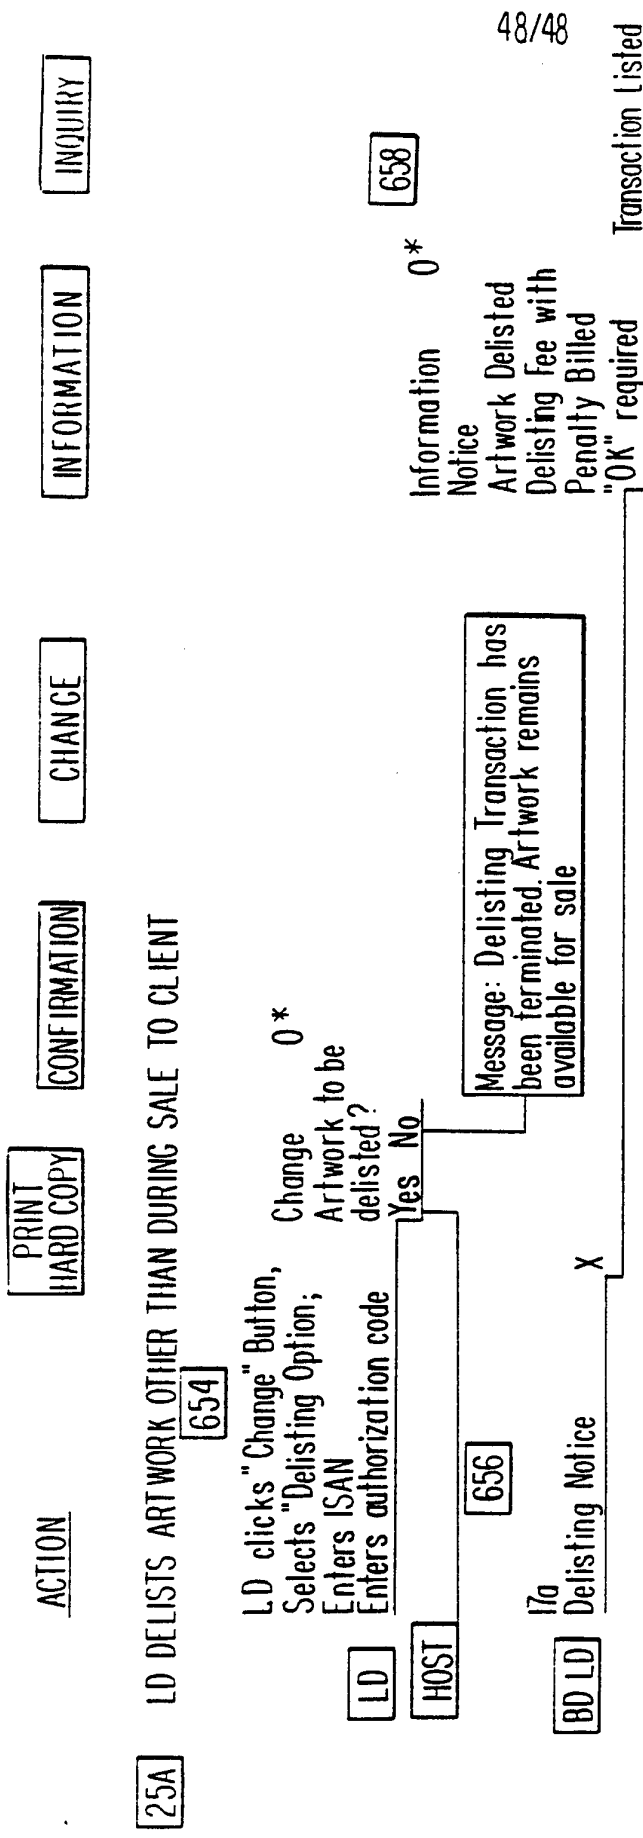 48/48
ACTION
PRINT
HARD COPY
CONFIRMATION
CHANGE
INFORMATION
INQUIRY
25A
LD DELISTS ARTWORK OTHER THAN DURING SALE TO CLIENT
654
LD clicks "Change" Button,
Selects "Delisting Option;
Enters ISAN
Enters authorization code
Change 0*
Artwork to be
delisted?
Yes No
LD
HOST
656
Message: Delisting Transaction has
been terminated. Artwork remains
available for sale
Information 0*
Notice
Artwork Delisted
Delisting Fee with
Penalty Billed
"OK" required
658
17a
Delisting Notice
X
BD LD
Transaction Listed